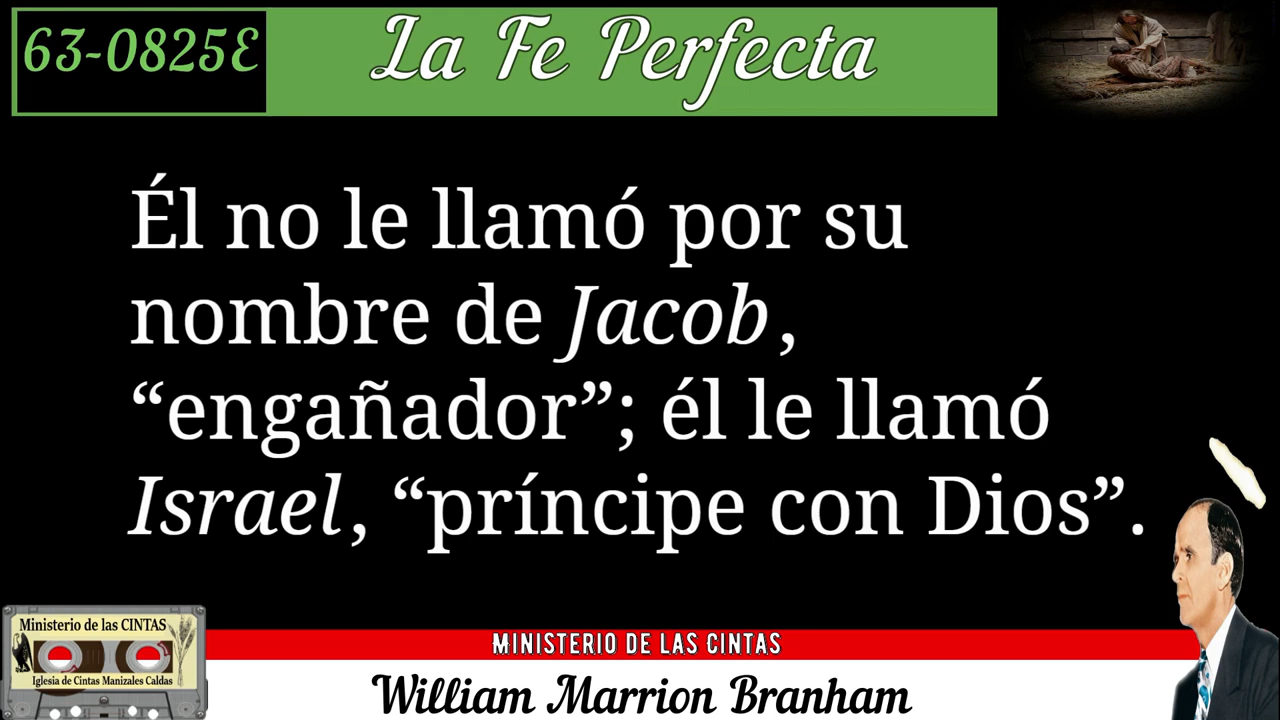 63-0825E
La Fe Perfecta
Él no le llamó por su
nombre de Jacob,
“engañador”; él le llamó
Israel, “príncipe con Dios”.
Ministerio de las CINTAS
Iglesia de Cintas Manizales Caldas
MINISTERIO DE LAS CINTAS
William Marrion Branham